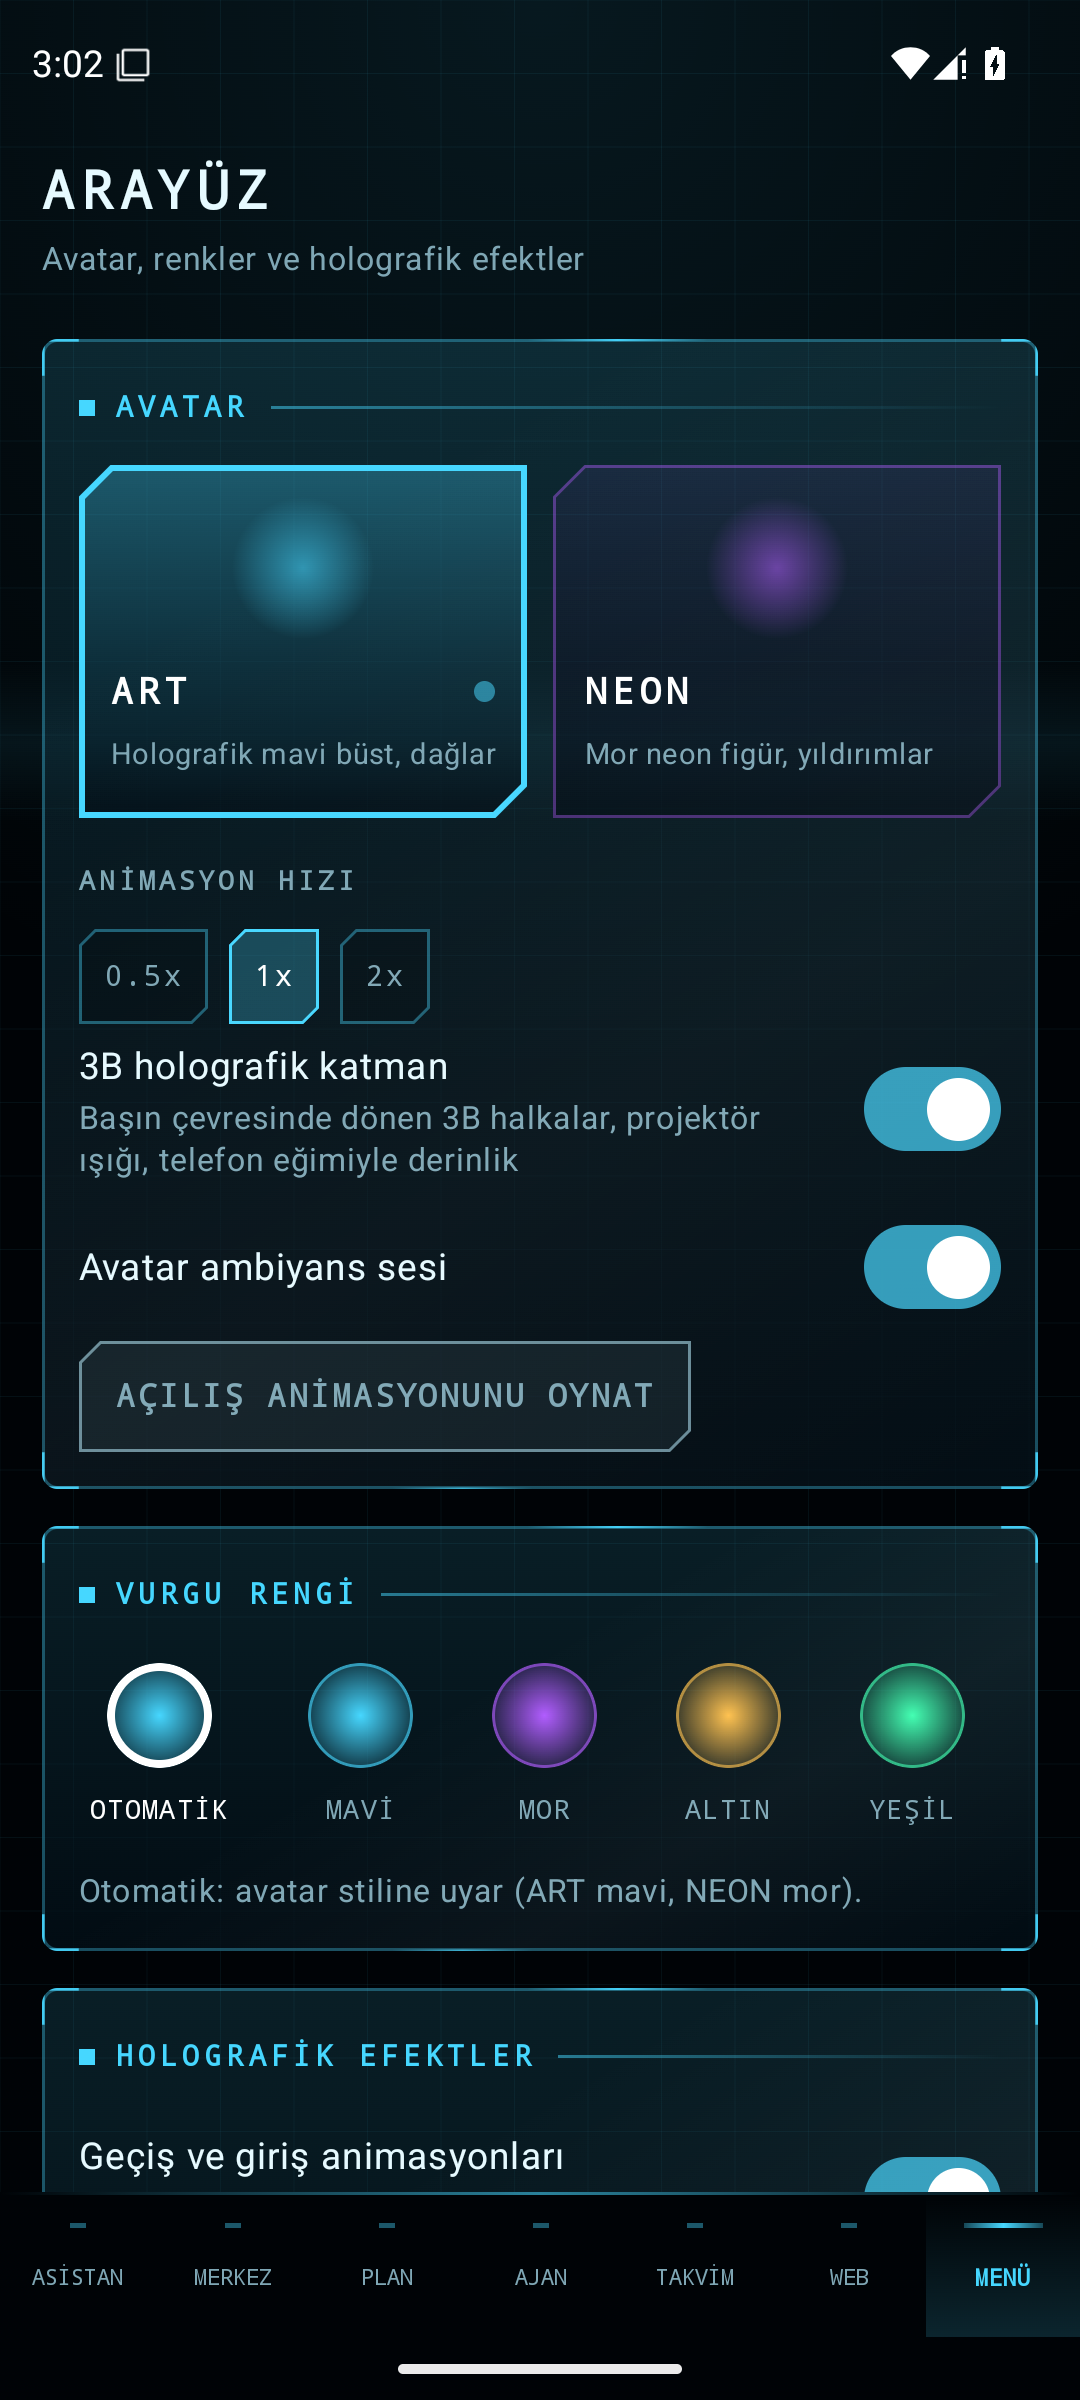 3:02
ARAYÜZ
Avatar, renkler ve holografik efektler
AVATAR
ART
Holografik mavi büst, dağlar
NEON
Mor neon figür, yıldırımlar
ANİMASYON HIZI
0.5x
1x
2x
3B holografik katman
Başın çevresinde dönen 3B halkalar, projektör
ışığı, telefon eğimiyle derinlik
Avatar ambiyans sesi
AÇILIŞ ANİMASYONUNU OYNAT
VURGU RENGİ
OTOMATİK
MAVİ
MOR
ALTIN
YEŞİL
Otomatik: avatar stiline uyar (ART mavi, NEON mor).
HOLOGRAFİK EFEKTLER
Geçiş ve giriş animasyonları
ASİSTAN
MERKEZ
PLAN
AJAN
TAKVİM
WEB
MENÜ